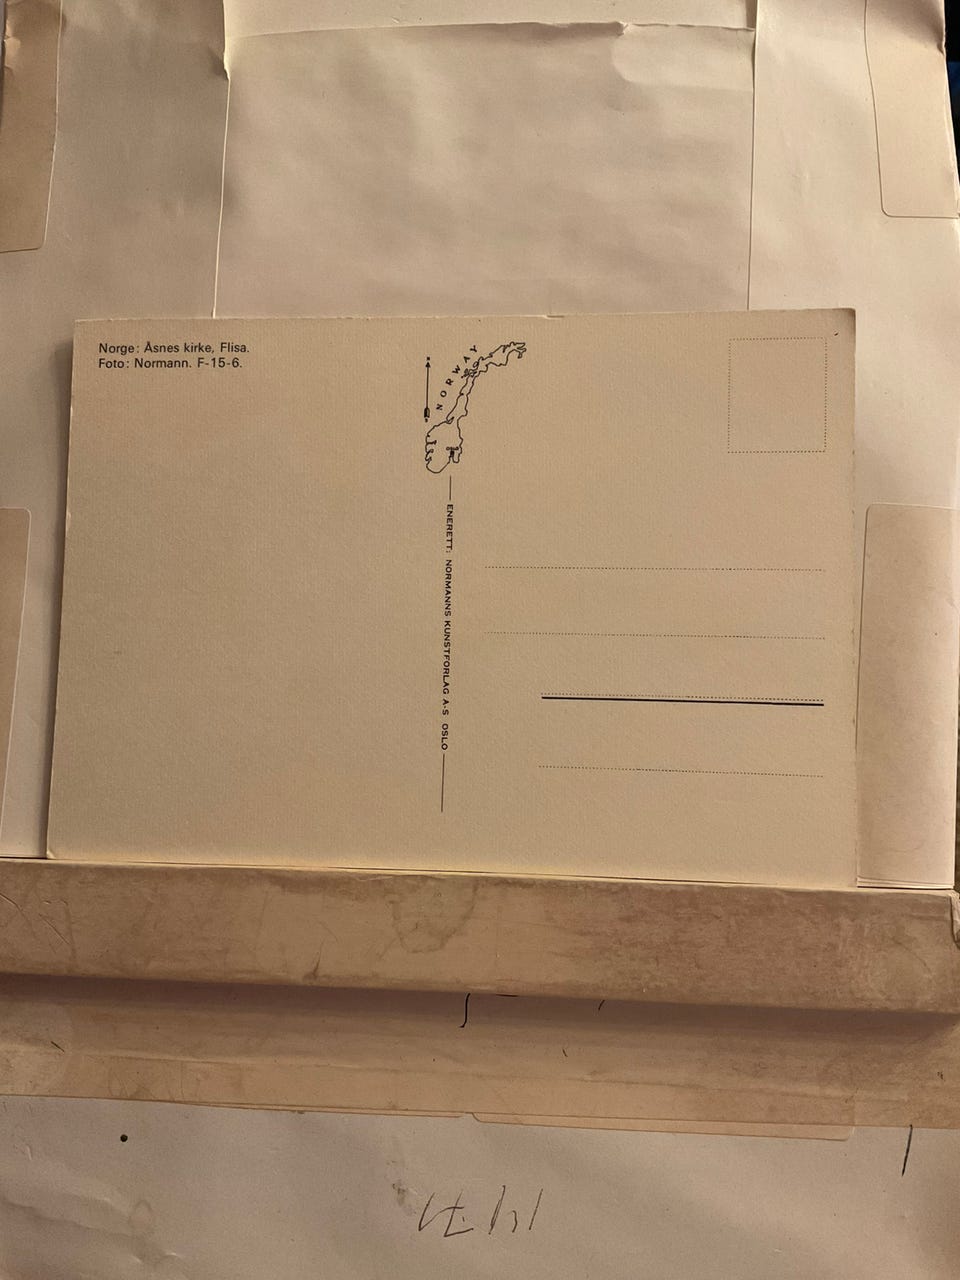 Norge: Åsnes kirke, Flisa.
Foto: Normann. F-15-6.
NORWAY
ENERETT: NORMANNS KUNSTFORLAG A-S OSLO